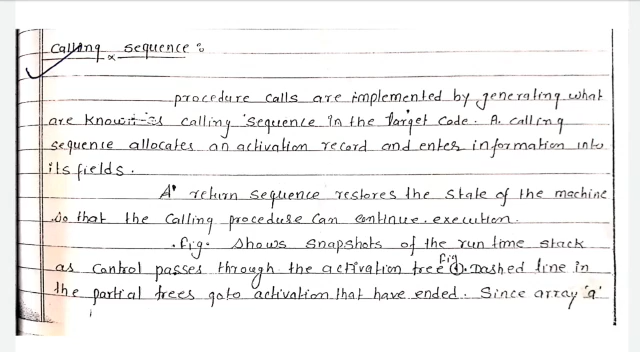 Calling sequence :
procedure calls are implemented by generating what
are known as calling sequence in the target code. A. calling
sequence allocates an activation record and enters information into
its fields.
A return sequence restores the state of the machine
so that the calling procedure can continue execution.
.fig. shows snapshots of the run time stack
as control passes through the activation tree fig ①. Dashed line in
the partial trees goto activation that have ended. Since array 'a'